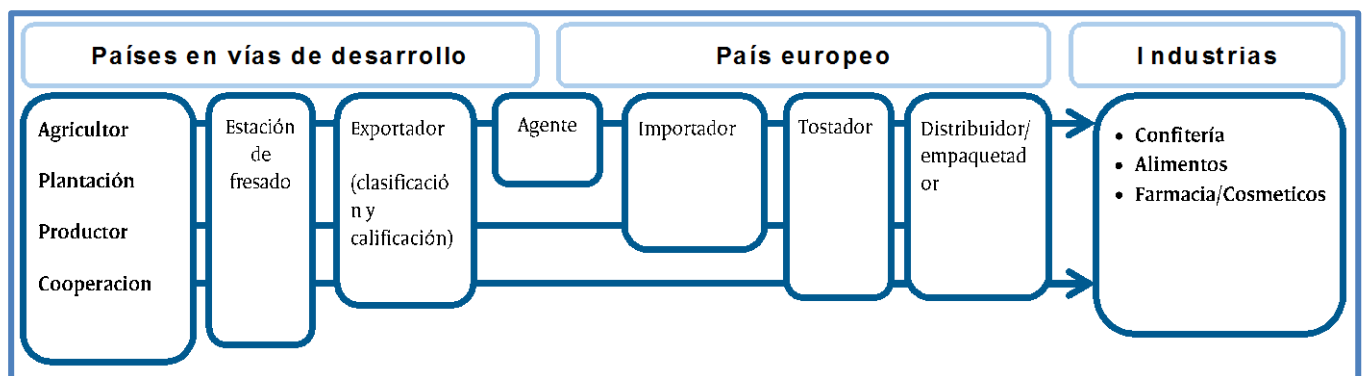 Países en vías de desarrollo
País europeo
Industrias
Agricultor
Plantación
Productor
Cooperacion
Estación
de
fresado
Exportador
(clasificació
n y
calificación)
Agente
Importador
Tostador
Distribuidor/
empaquetad
or
• Confitería
• Alimentos
• Farmacia/Cosmeticos